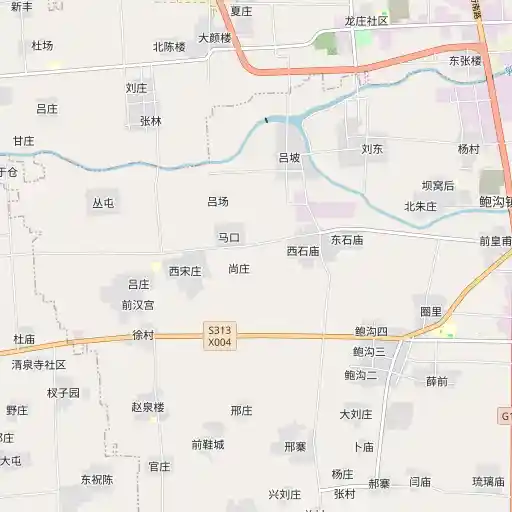 新丰
夏庄
龙庄社区
大颜楼
杜场
北陈楼
东张楼
刘庄
吕庄
张林
甘庄
刘东
杨村
吕坡
于仓
坝窝后
丛屯
吕场
北朱庄
鲍沟镇
马口
东石庙
前皇甫
西石庙
西宋庄
尚庄
吕庄
前汉宫
圈里
S313
X004
鲍沟四
杜庙
徐村
鲍沟三
清泉寺社区
鲍沟二
薛前
杈子园
野庄
赵泉楼
邢庄
大刘庄
G1
前鞋城
邢寨
卜庙
大屯
官庄
杨庄
东祝陈
郝寨
闫庙
琉璃庙
兴刘庄
张村